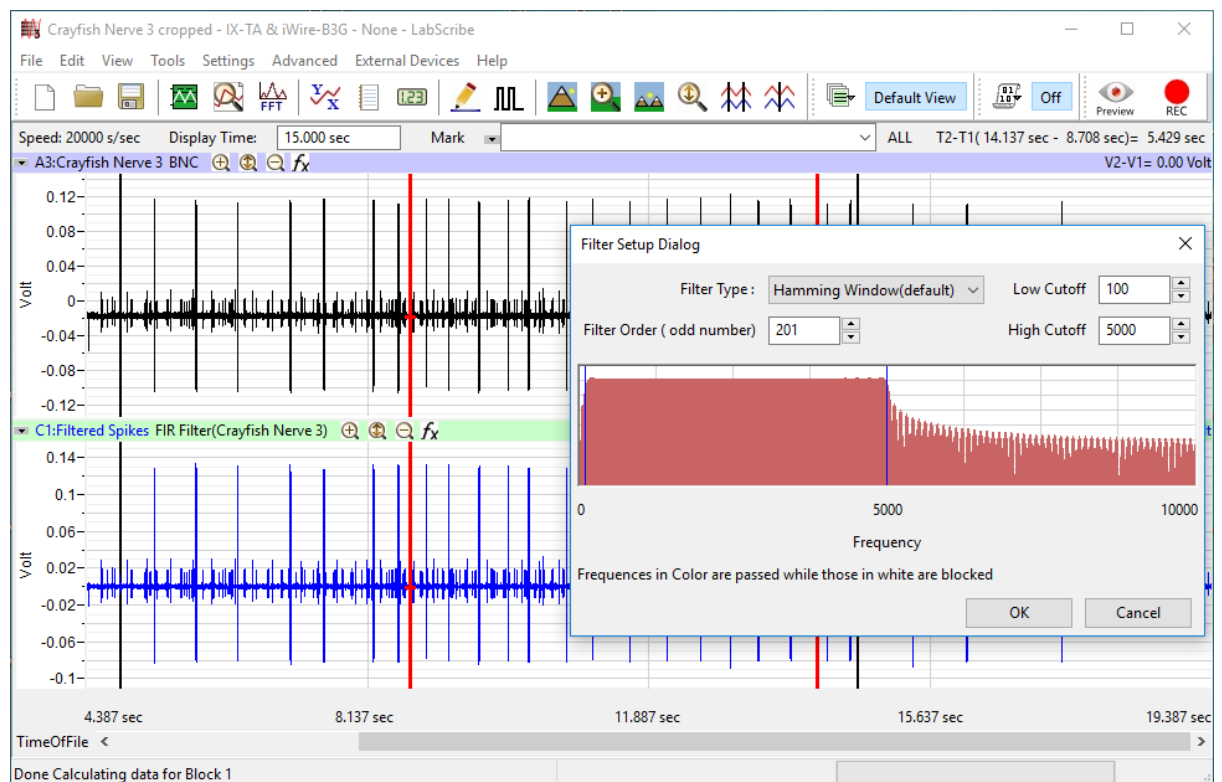 Crayfish Nerve 3 cropped - IX-TA & iWire-B3G - None - LabScribe
File Edit View Tools Settings Advanced External Devices Help
FFT Y X 123 Default View Off Preview REC
Speed: 20000 s/sec Display Time: 15.000 sec Mark ALL T2-T1( 14.137 sec - 8.708 sec)= 5.429 sec
A3:Crayfish Nerve 3 BNC fx V2-V1= 0.00 Volt
0.12-
0.08-
0.04-
0-
-0.04-
-0.08-
-0.12-
Volt
Filter Setup Dialog
Filter Type : Hamming Window(default) Low Cutoff 100
Filter Order ( odd number) 201 High Cutoff 5000
0 5000 10000
Frequency
Frequences in Color are passed while those in white are blocked
OK Cancel
C1:Filtered Spikes FIR Filter(Crayfish Nerve 3) fx
0.14-
0.1-
0.06-
0.02-
-0.02-
-0.06-
-0.1-
Volt
4.387 sec 8.137 sec 11.887 sec 15.637 sec 19.387 sec
TimeOfFile < >
Done Calculating data for Block 1